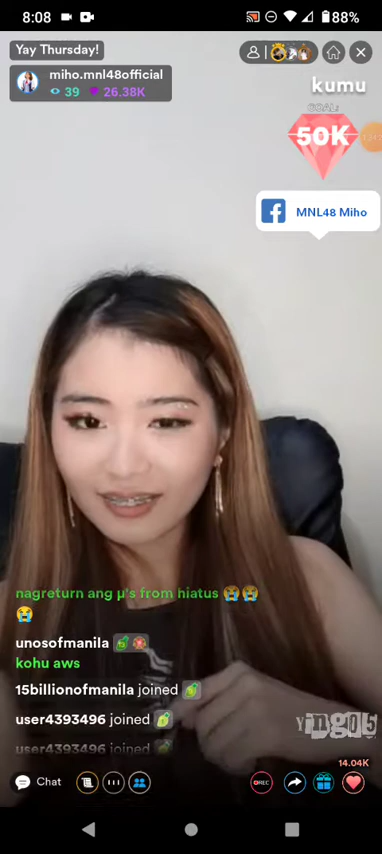 8:08
88%
Yay Thursday!
miho.mnl48official
39 26.38K
kumu
GOAL:
50K
MNL48 Miho
nagreturn ang μ's from hiatus 😭😭
😭
unosofmanila
kohu aws
15billionofmanila joined
user4393496 joined
user4393496 joined
14.04K
Chat
REC